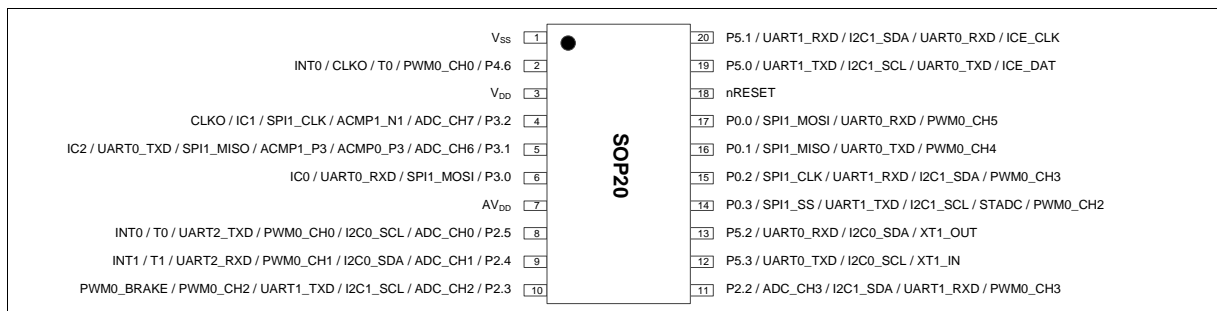 VSS 1
INT0 / CLKO / T0 / PWM0_CH0 / P4.6 2
VDD 3
CLKO / IC1 / SPI1_CLK / ACMP1_N1 / ADC_CH7 / P3.2 4
IC2 / UART0_TXD / SPI1_MISO / ACMP1_P3 / ACMP0_P3 / ADC_CH6 / P3.1 5
IC0 / UART0_RXD / SPI1_MOSI / P3.0 6
AVDD 7
INT0 / T0 / UART2_TXD / PWM0_CH0 / I2C0_SCL / ADC_CH0 / P2.5 8
INT1 / T1 / UART2_RXD / PWM0_CH1 / I2C0_SDA / ADC_CH1 / P2.4 9
PWM0_BRAKE / PWM0_CH2 / UART1_TXD / I2C1_SCL / ADC_CH2 / P2.3 10
SOP20
20 P5.1 / UART1_RXD / I2C1_SDA / UART0_RXD / ICE_CLK
19 P5.0 / UART1_TXD / I2C1_SCL / UART0_TXD / ICE_DAT
18 nRESET
17 P0.0 / SPI1_MOSI / UART0_RXD / PWM0_CH5
16 P0.1 / SPI1_MISO / UART0_TXD / PWM0_CH4
15 P0.2 / SPI1_CLK / UART1_RXD / I2C1_SDA / PWM0_CH3
14 P0.3 / SPI1_SS / UART1_TXD / I2C1_SCL / STADC / PWM0_CH2
13 P5.2 / UART0_RXD / I2C0_SDA / XT1_OUT
12 P5.3 / UART0_TXD / I2C0_SCL / XT1_IN
11 P2.2 / ADC_CH3 / I2C1_SDA / UART1_RXD / PWM0_CH3